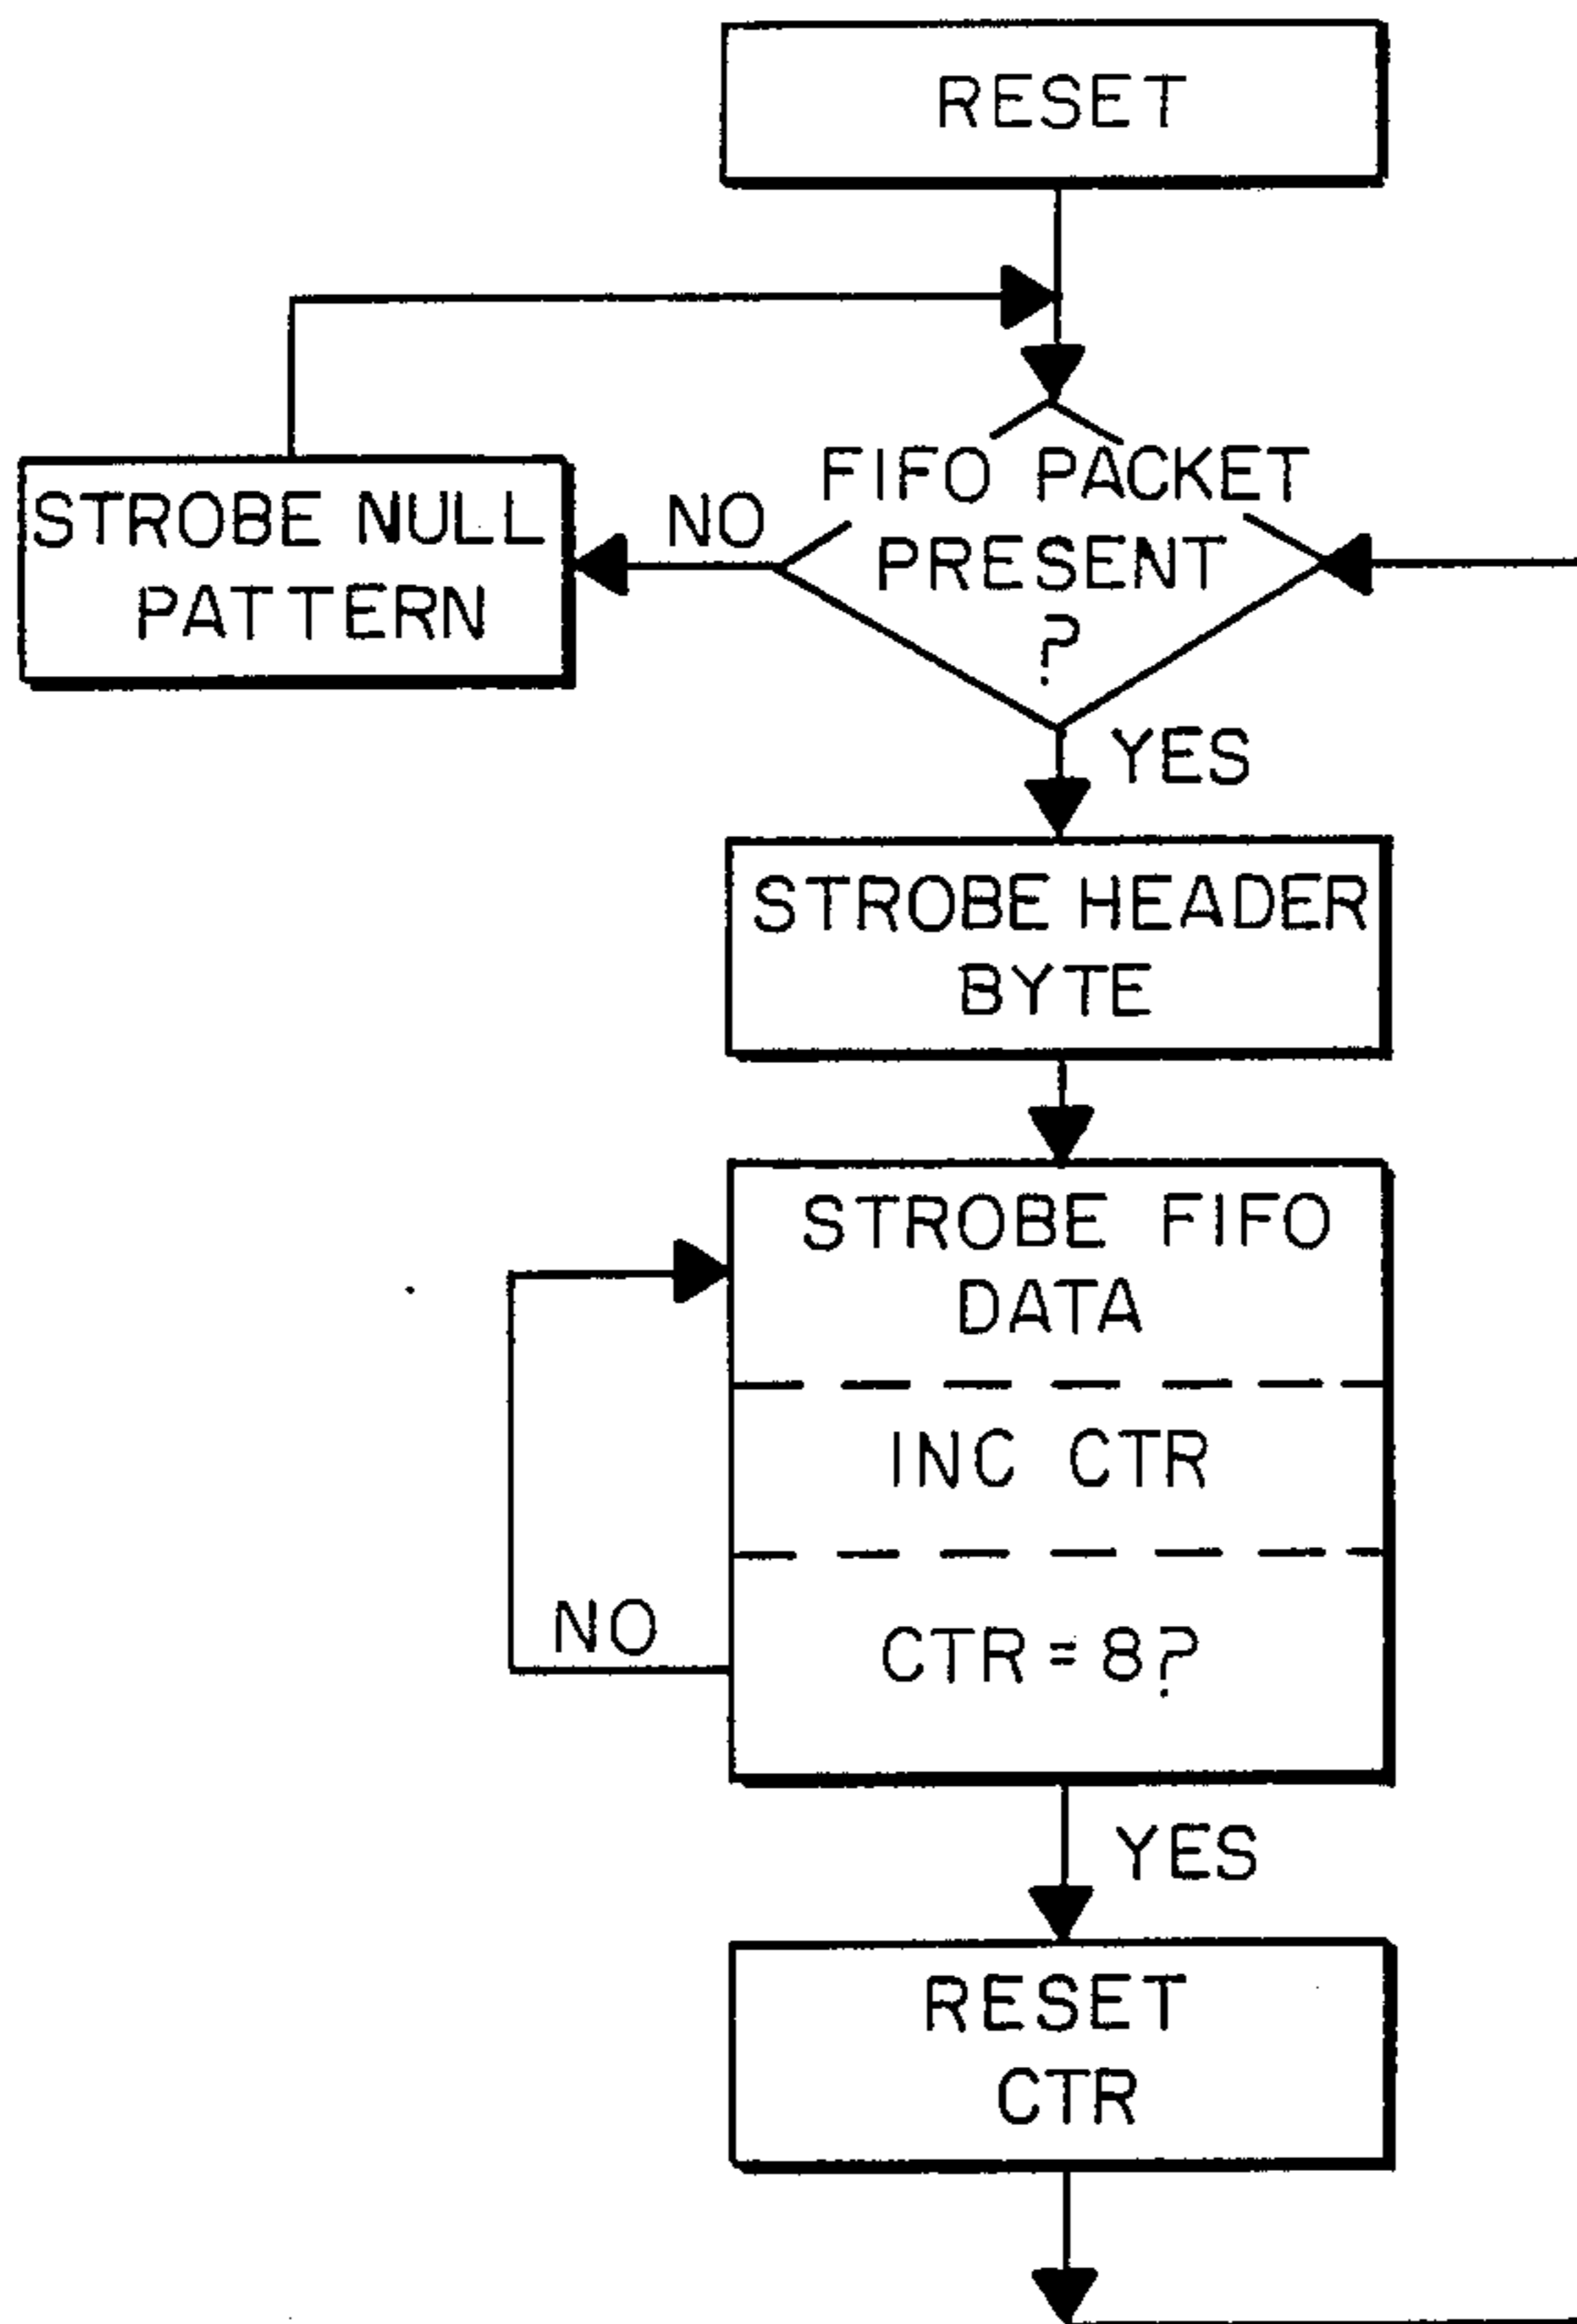 RESET
FIFO PACKET
PRESENT
?
NO
STROBE NULL
PATTERN
YES
STROBE HEADER
BYTE
STROBE FIFO
DATA
INC CTR
CTR = 8?
NO
YES
RESET
CTR